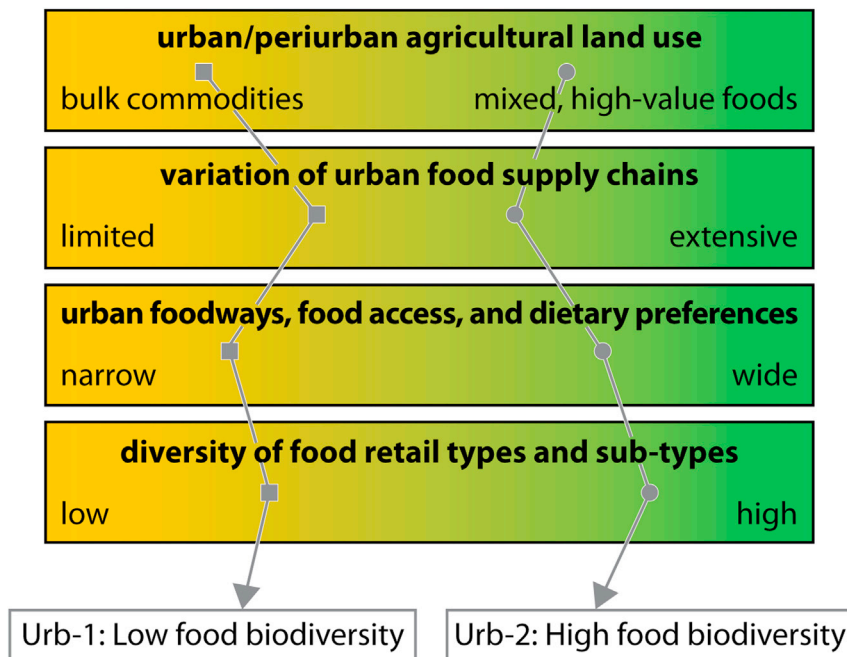 urban/periurban agricultural land use
bulk commodities mixed, high-value foods
variation of urban food supply chains
limited extensive
urban foodways, food access, and dietary preferences
narrow wide
diversity of food retail types and sub-types
low high
Urb-1: Low food biodiversity Urb-2: High food biodiversity